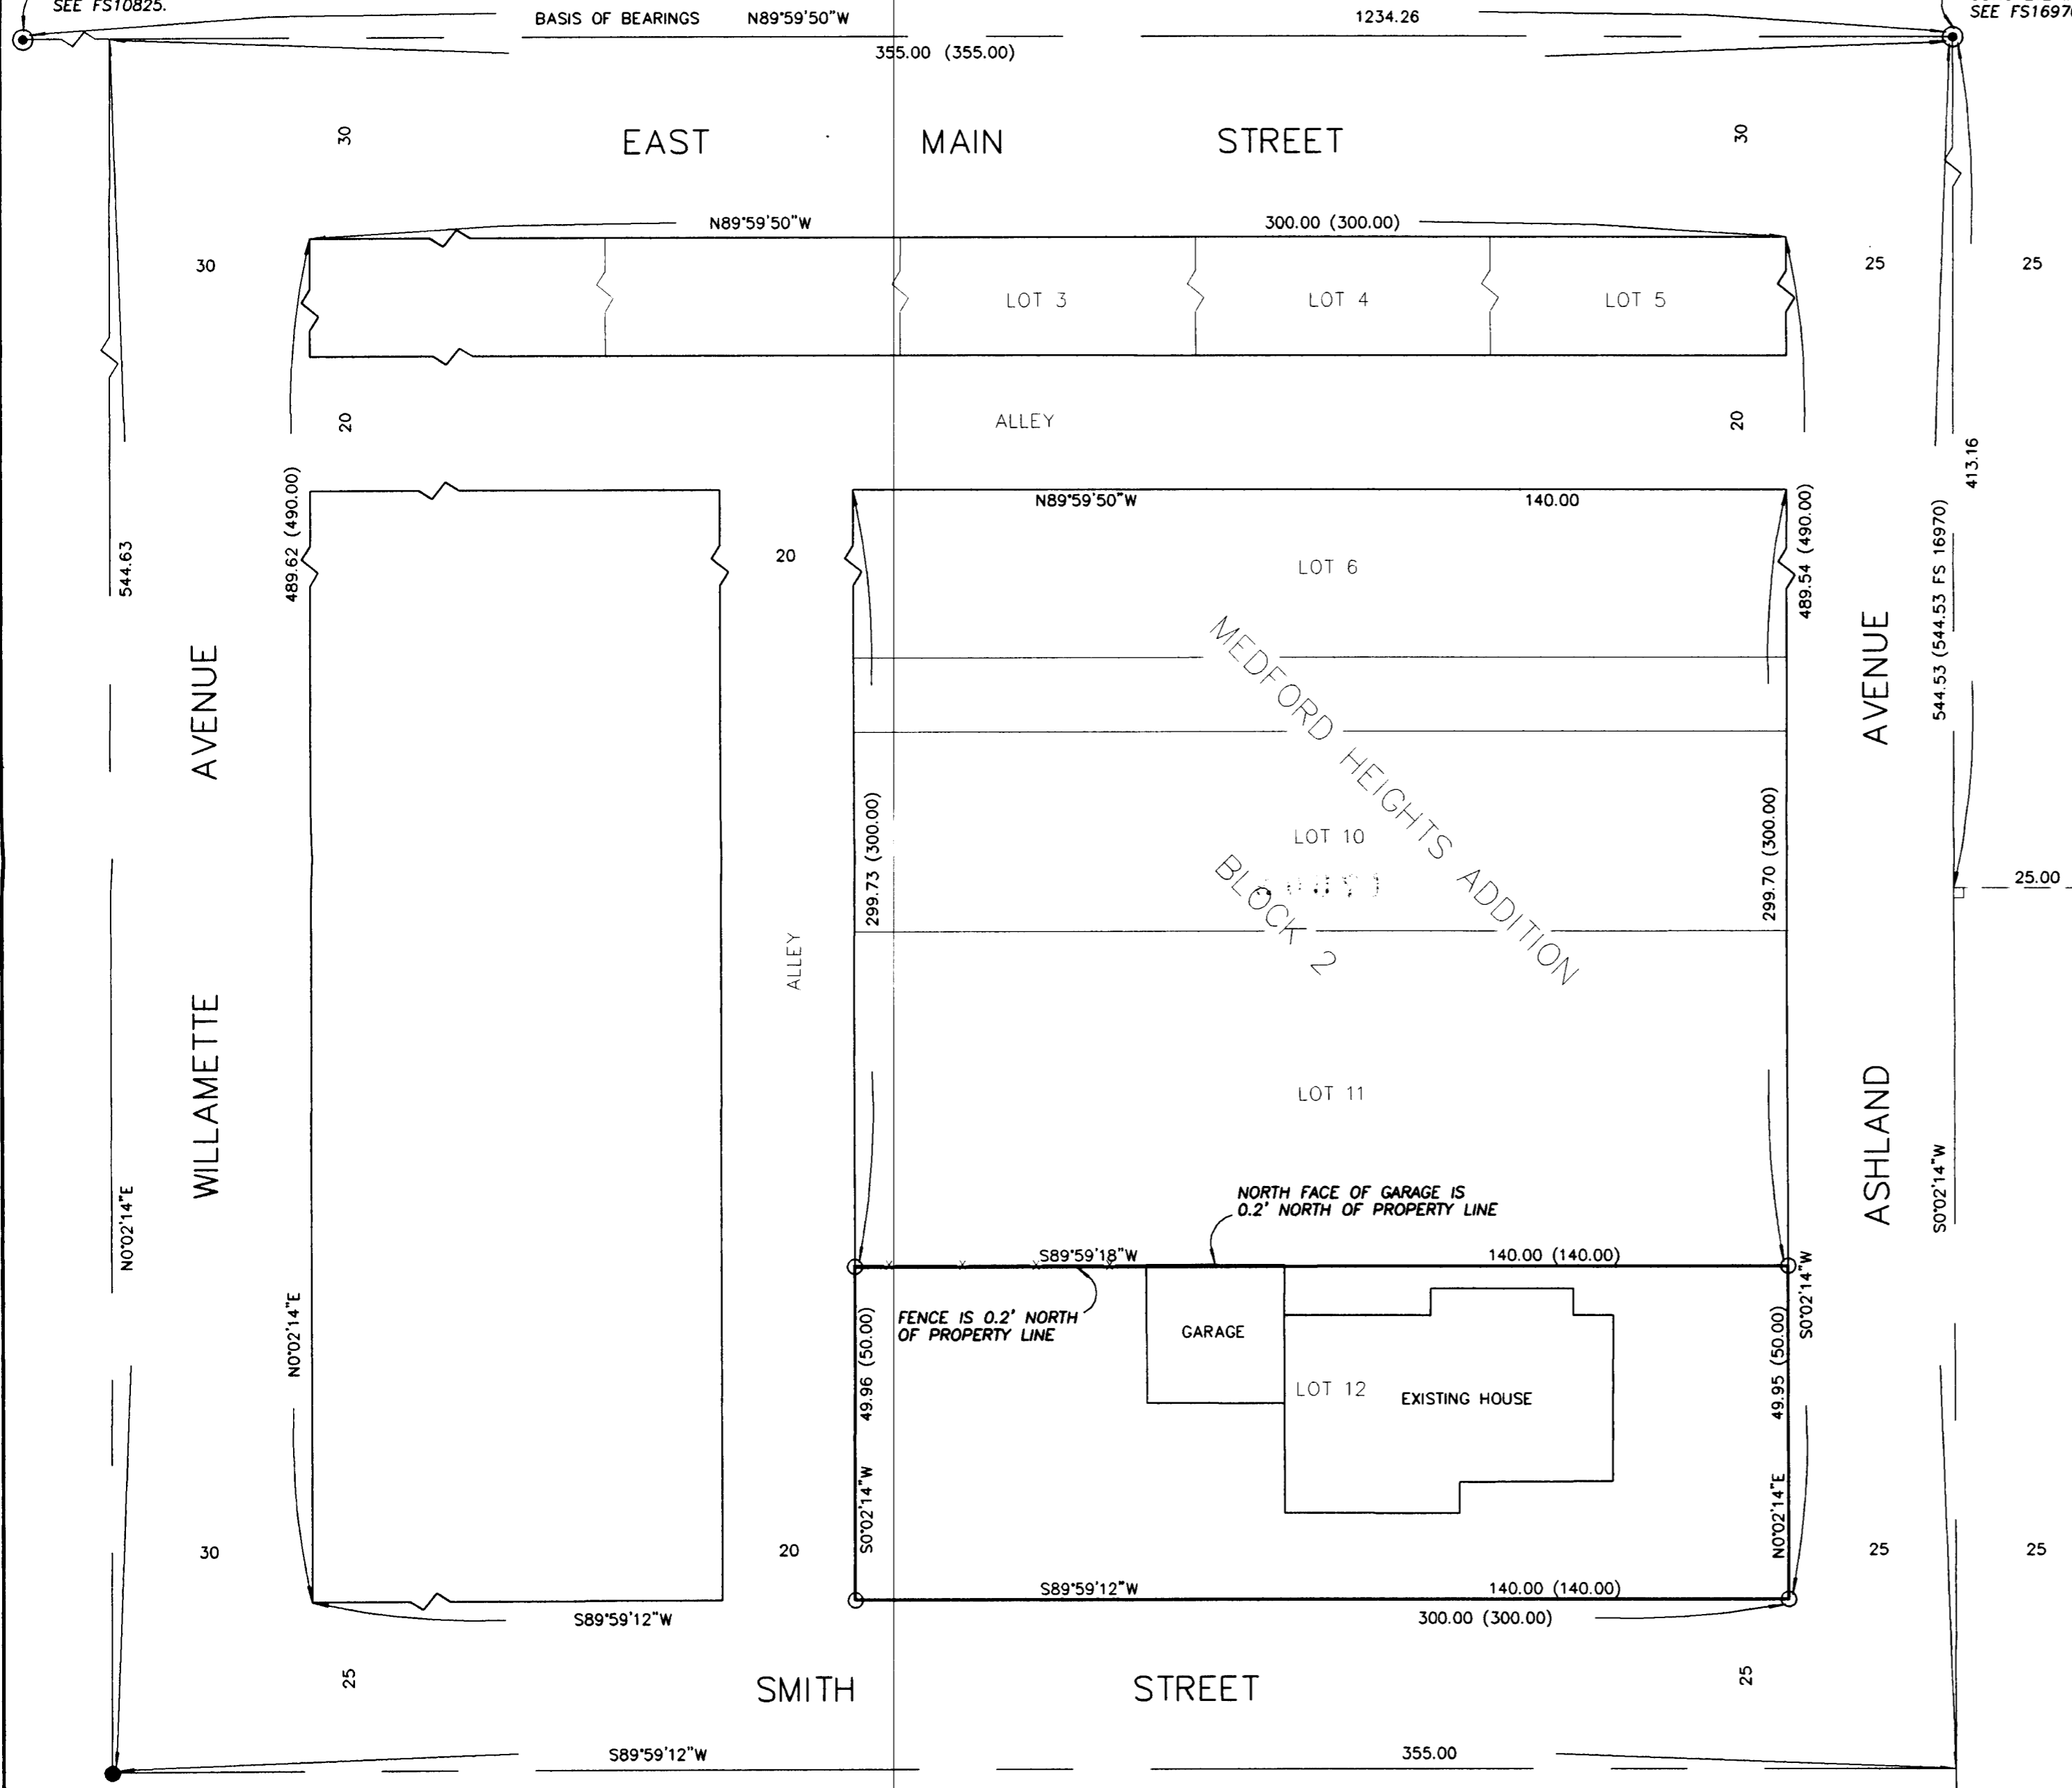 SEE FS10825.
SEE FS1697
BASIS OF BEARINGS N89°59'50"W 1234.26
355.00 (355.00)
30 EAST MAIN STREET 30
N89°59'50"W 300.00 (300.00)
30 25 25
LOT 3 LOT 4 LOT 5
20 ALLEY 20
413.16
489.62 (490.00)
544.63
N89°59'50"W 140.00
489.54 (490.00)
544.53 (544.53 FS 16970)
20
LOT 6
MEDFORD HEIGHTS ADDITION
BLOCK 2
WILLAMETTE AVENUE
ASHLAND AVENUE
299.73 (300.00)
299.70 (300.00)
LOT 10
25.00
ALLEY
LOT 11
N0°02'14"E
S0°02'14"W
NORTH FACE OF GARAGE IS
0.2' NORTH OF PROPERTY LINE
S89°59'18"W 140.00 (140.00)
S0°02'14"W
N0°02'14"E
FENCE IS 0.2' NORTH
OF PROPERTY LINE
GARAGE
49.96 (50.00)
49.95 (50.00)
LOT 12
EXISTING HOUSE
S0°02'14"W
N0°02'14"E
30 20 25 25
S89°59'12"W 140.00 (140.00)
S89°59'12"W 300.00 (300.00)
25 SMITH STREET 25
S89°59'12"W 355.00